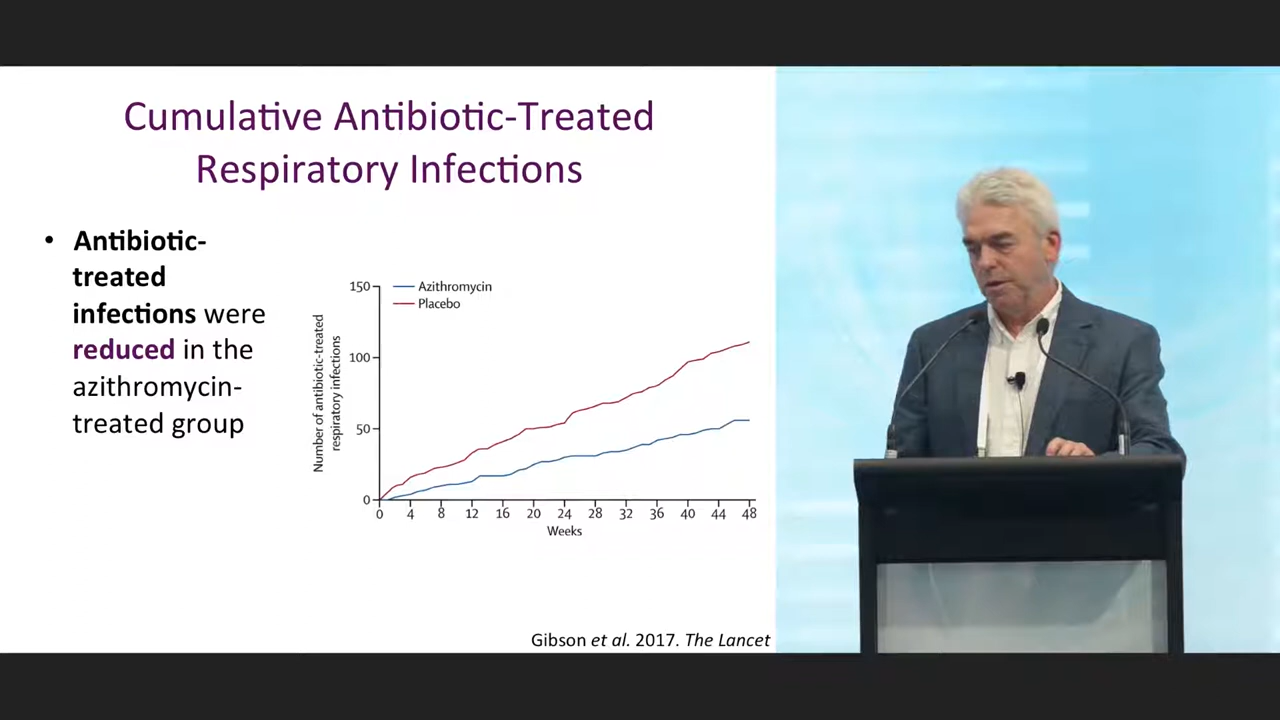 Cumulative Antibiotic-Treated
Respiratory Infections
• Antibiotic-
treated
infections were
reduced in the
azithromycin-
treated group
Number of antibiotic-treated
respiratory infections
150
100
50
0
Azithromycin
Placebo
0 4 8 12 16 20 24 28 32 36 40 44 48
Weeks
Gibson et al. 2017. The Lancet